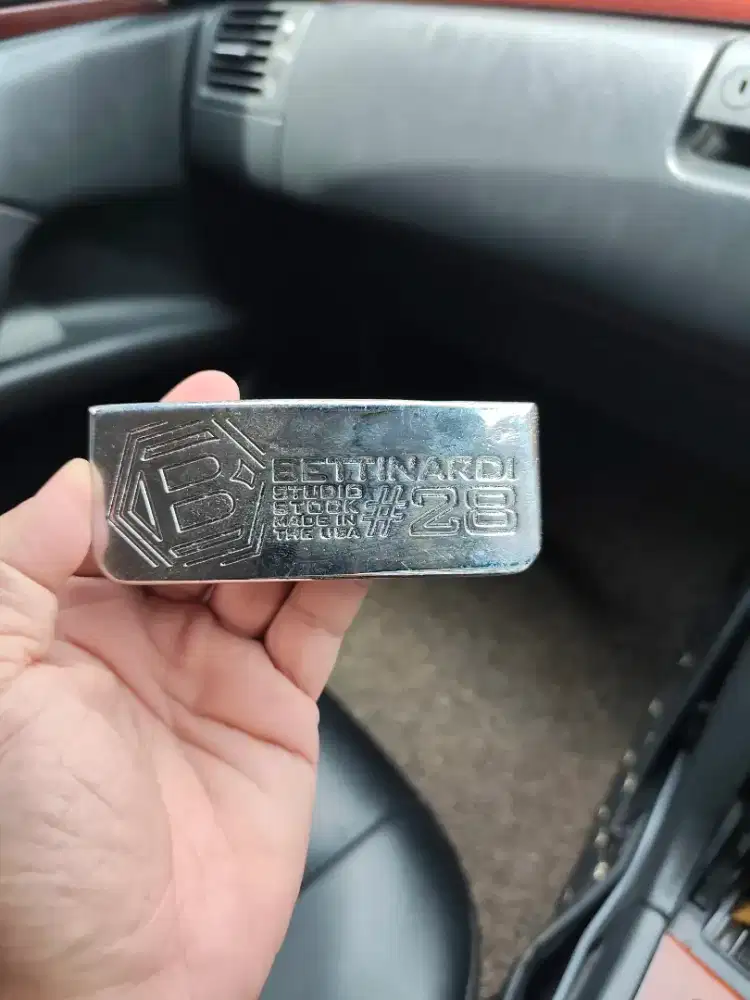 B
BETTINARDI
STUDIO
STOCK
MADE IN
THE USA
#28